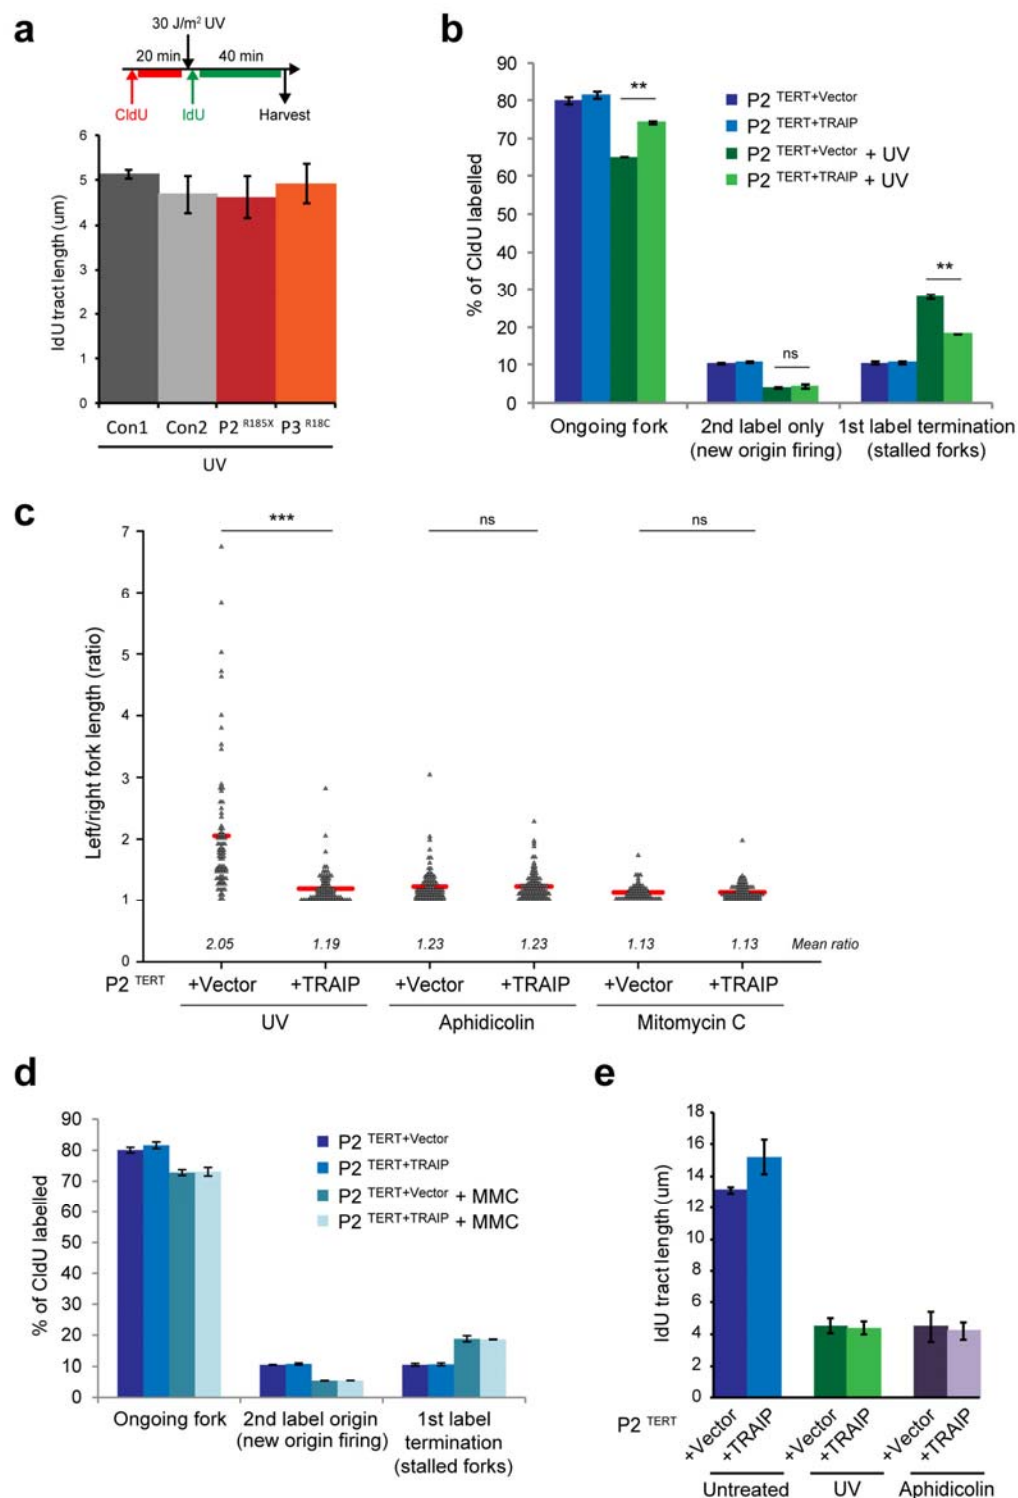 a
30 J/m² UV
20 min
40 min
CldU
IdU
Harvest
IdU tract length (um)
6
5
4
3
2
1
0
Con1 Con2 P2 R185X P3 R18C
UV
b
% of CldU labelled
90
80
70
60
50
40
30
20
10
0
**
ns
**
P2 TERT+Vector
P2 TERT+TRAIP
P2 TERT+Vector + UV
P2 TERT+TRAIP + UV
Ongoing fork
2nd label only
(new origin firing)
1st label termination
(stalled forks)
c
Left/right fork length (ratio)
7
6
5
4
3
2
1
0
*** ns ns
2.05 1.19 1.23 1.23 1.13 1.13 Mean ratio
P2 TERT +Vector +TRAIP +Vector +TRAIP +Vector +TRAIP
UV Aphidicolin Mitomycin C
d
% of CldU labelled
90
80
70
60
50
40
30
20
10
0
P2 TERT+Vector
P2 TERT+TRAIP
P2 TERT+Vector + MMC
P2 TERT+TRAIP + MMC
Ongoing fork
2nd label origin
(new origin firing)
1st label
termination
(stalled forks)
e
IdU tract length (um)
18
16
14
12
10
8
6
4
2
0
P2 TERT +Vector +TRAIP +Vector +TRAIP +Vector +TRAIP
Untreated UV Aphidicolin